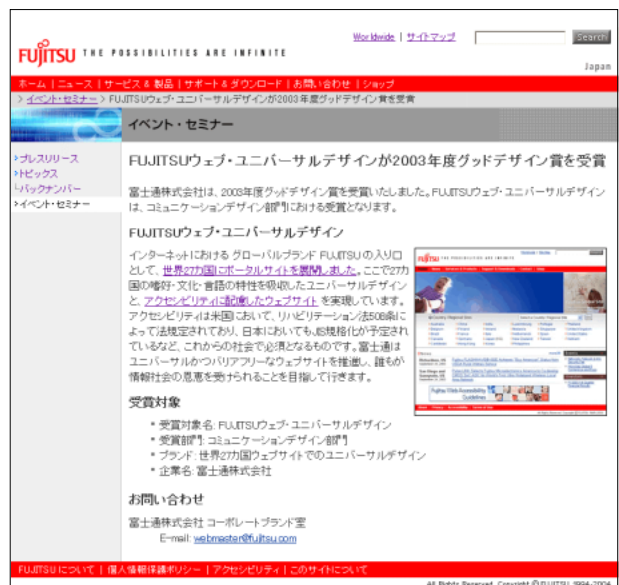 Worldwide | サイトマップ Search
FUJITSU THE POSSIBILITIES ARE INFINITE
Japan
ホーム | ニュース | サービス & 製品 | サポート & ダウンロード | お問い合わせ | ショップ
> イベント・セミナー > FUJITSUウェブ・ユニバーサルデザインが2003年度グッドデザイン賞を受賞
イベント・セミナー
プレスリリース
トピックス
バックナンバー
イベント・セミナー
FUJITSUウェブ・ユニバーサルデザインが2003年度グッドデザイン賞を受賞
富士通株式会社は、2003年度グッドデザイン賞を受賞いたしました。FUJITSUウェブ・ユニバーサルデザイン
は、コミュニケーションデザイン部門における受賞となります。
FUJITSUウェブ・ユニバーサルデザイン
インターネットにおける グローバルブランド FUJITSU の入り口
として、世界27カ国にポータルサイトを展開しました。ここで27カ
国の嗜好・文化・言語の特性を吸収したユニバーサルデザイン
と、アクセシビリティに配慮したウェブサイト を実現しています。
アクセシビリティは米国において、リハビリテーション法508条に
よって法規定されており、日本においてもJIS規格化が予定され
ているなど、これからの社会で必須となるものです。富士通は
ユニバーサルかつバリアフリーなウェブサイトを推進し、誰もが
情報社会の恩恵を受けられることを目指して行きます。
受賞対象
* 受賞対象名: FUJITSUウェブ・ユニバーサルデザイン
* 受賞部門: コミュニケーションデザイン部門
* ブランド: 世界27カ国ウェブサイトでのユニバーサルデザイン
* 企業名: 富士通株式会社
お問い合わせ
富士通株式会社 コーポレートブランド室
E-mail: webmaster@fujitsu.com
FUJITSU について | 個人情報保護ポリシー | アクセシビリティ | このサイトについて
All Rights Reserved, Copyright © FUJITSU 1994-2004